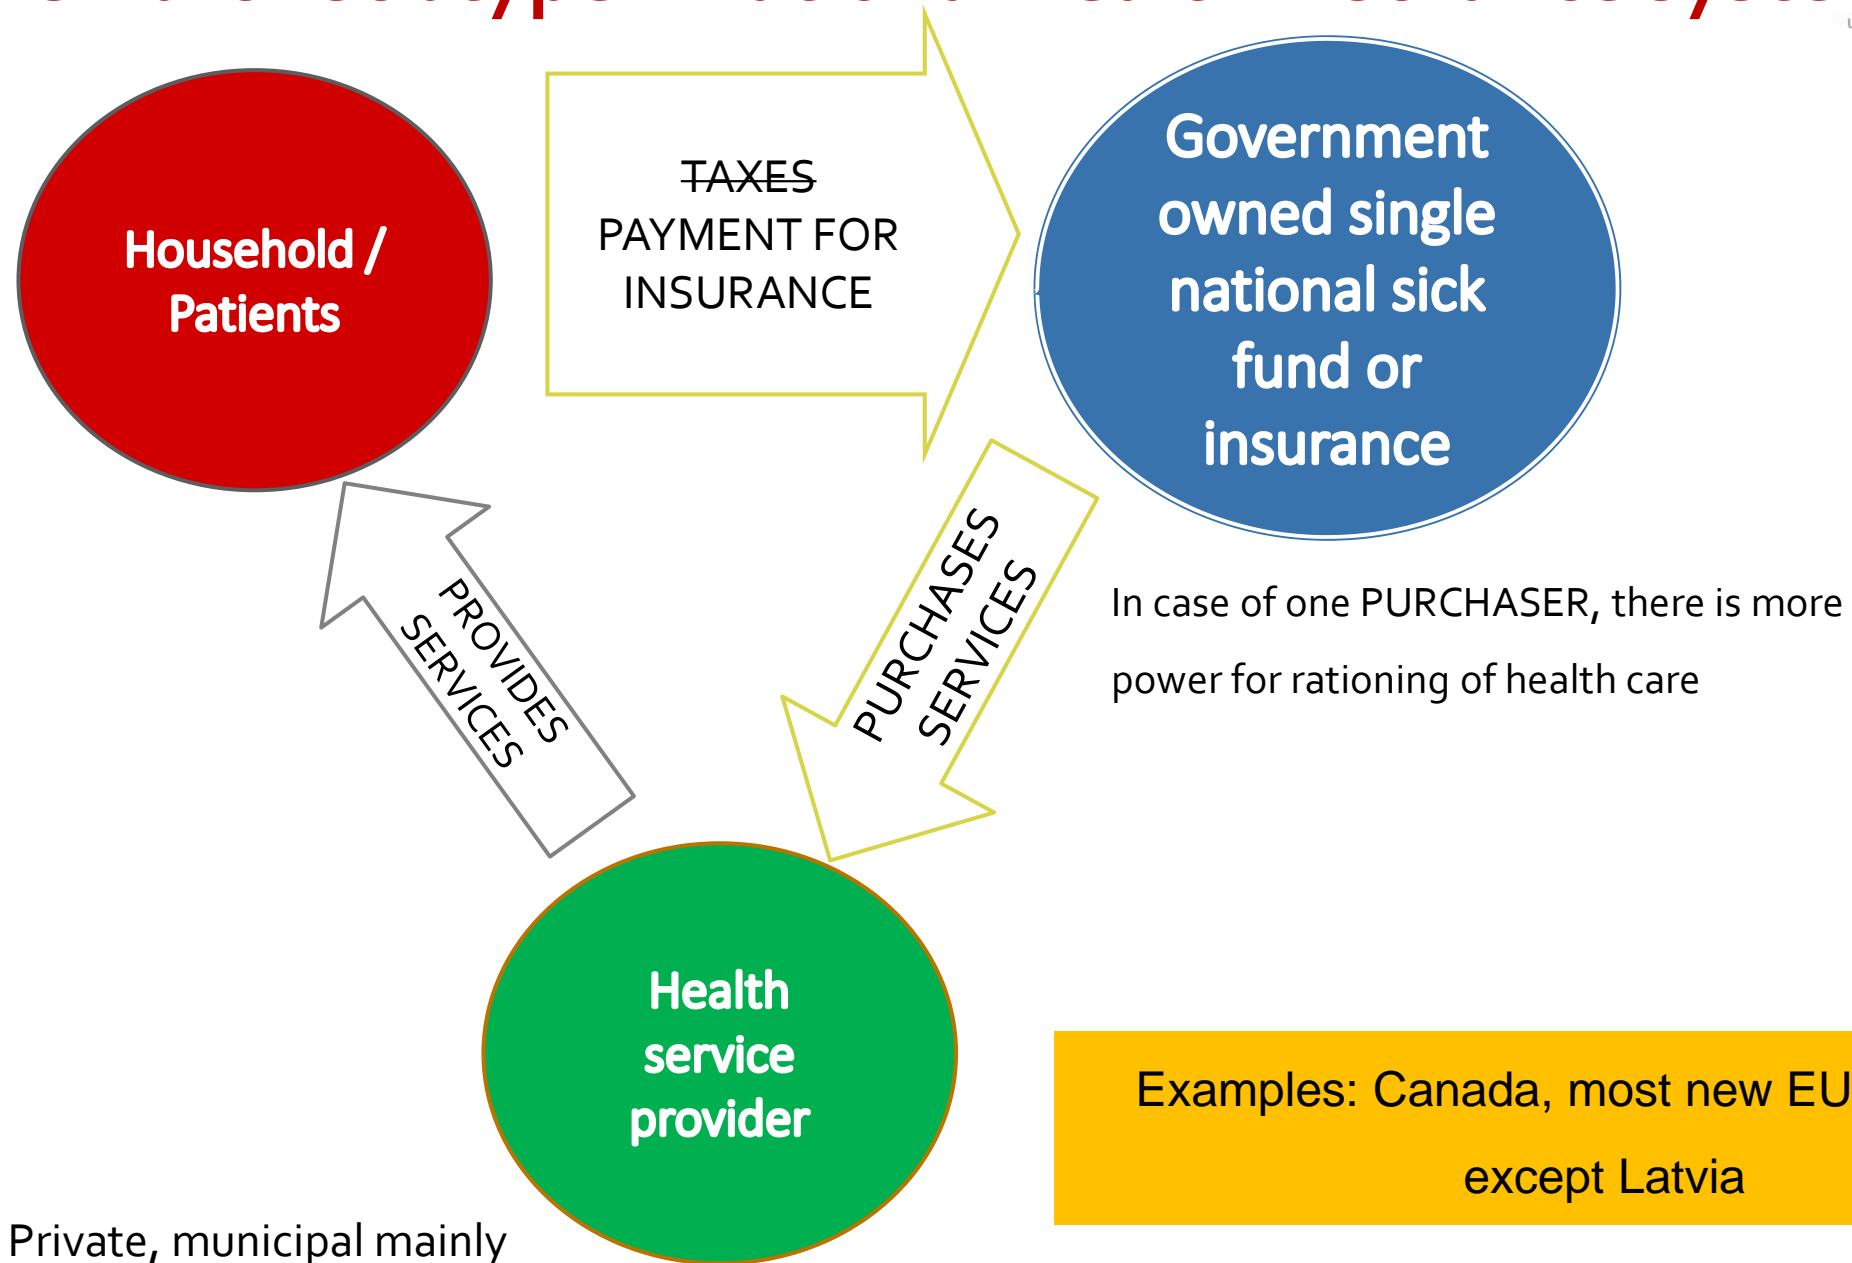 Household /
Patients
TAXES
PAYMENT FOR
INSURANCE
Government
owned single
national sick
fund or
insurance
PROVIDES
SERVICES
PURCHASES
SERVICES
In case of one PURCHASER, there is more
power for rationing of health care
Health
service
provider
Examples: Canada, most new EU
except Latvia
Private, municipal mainly